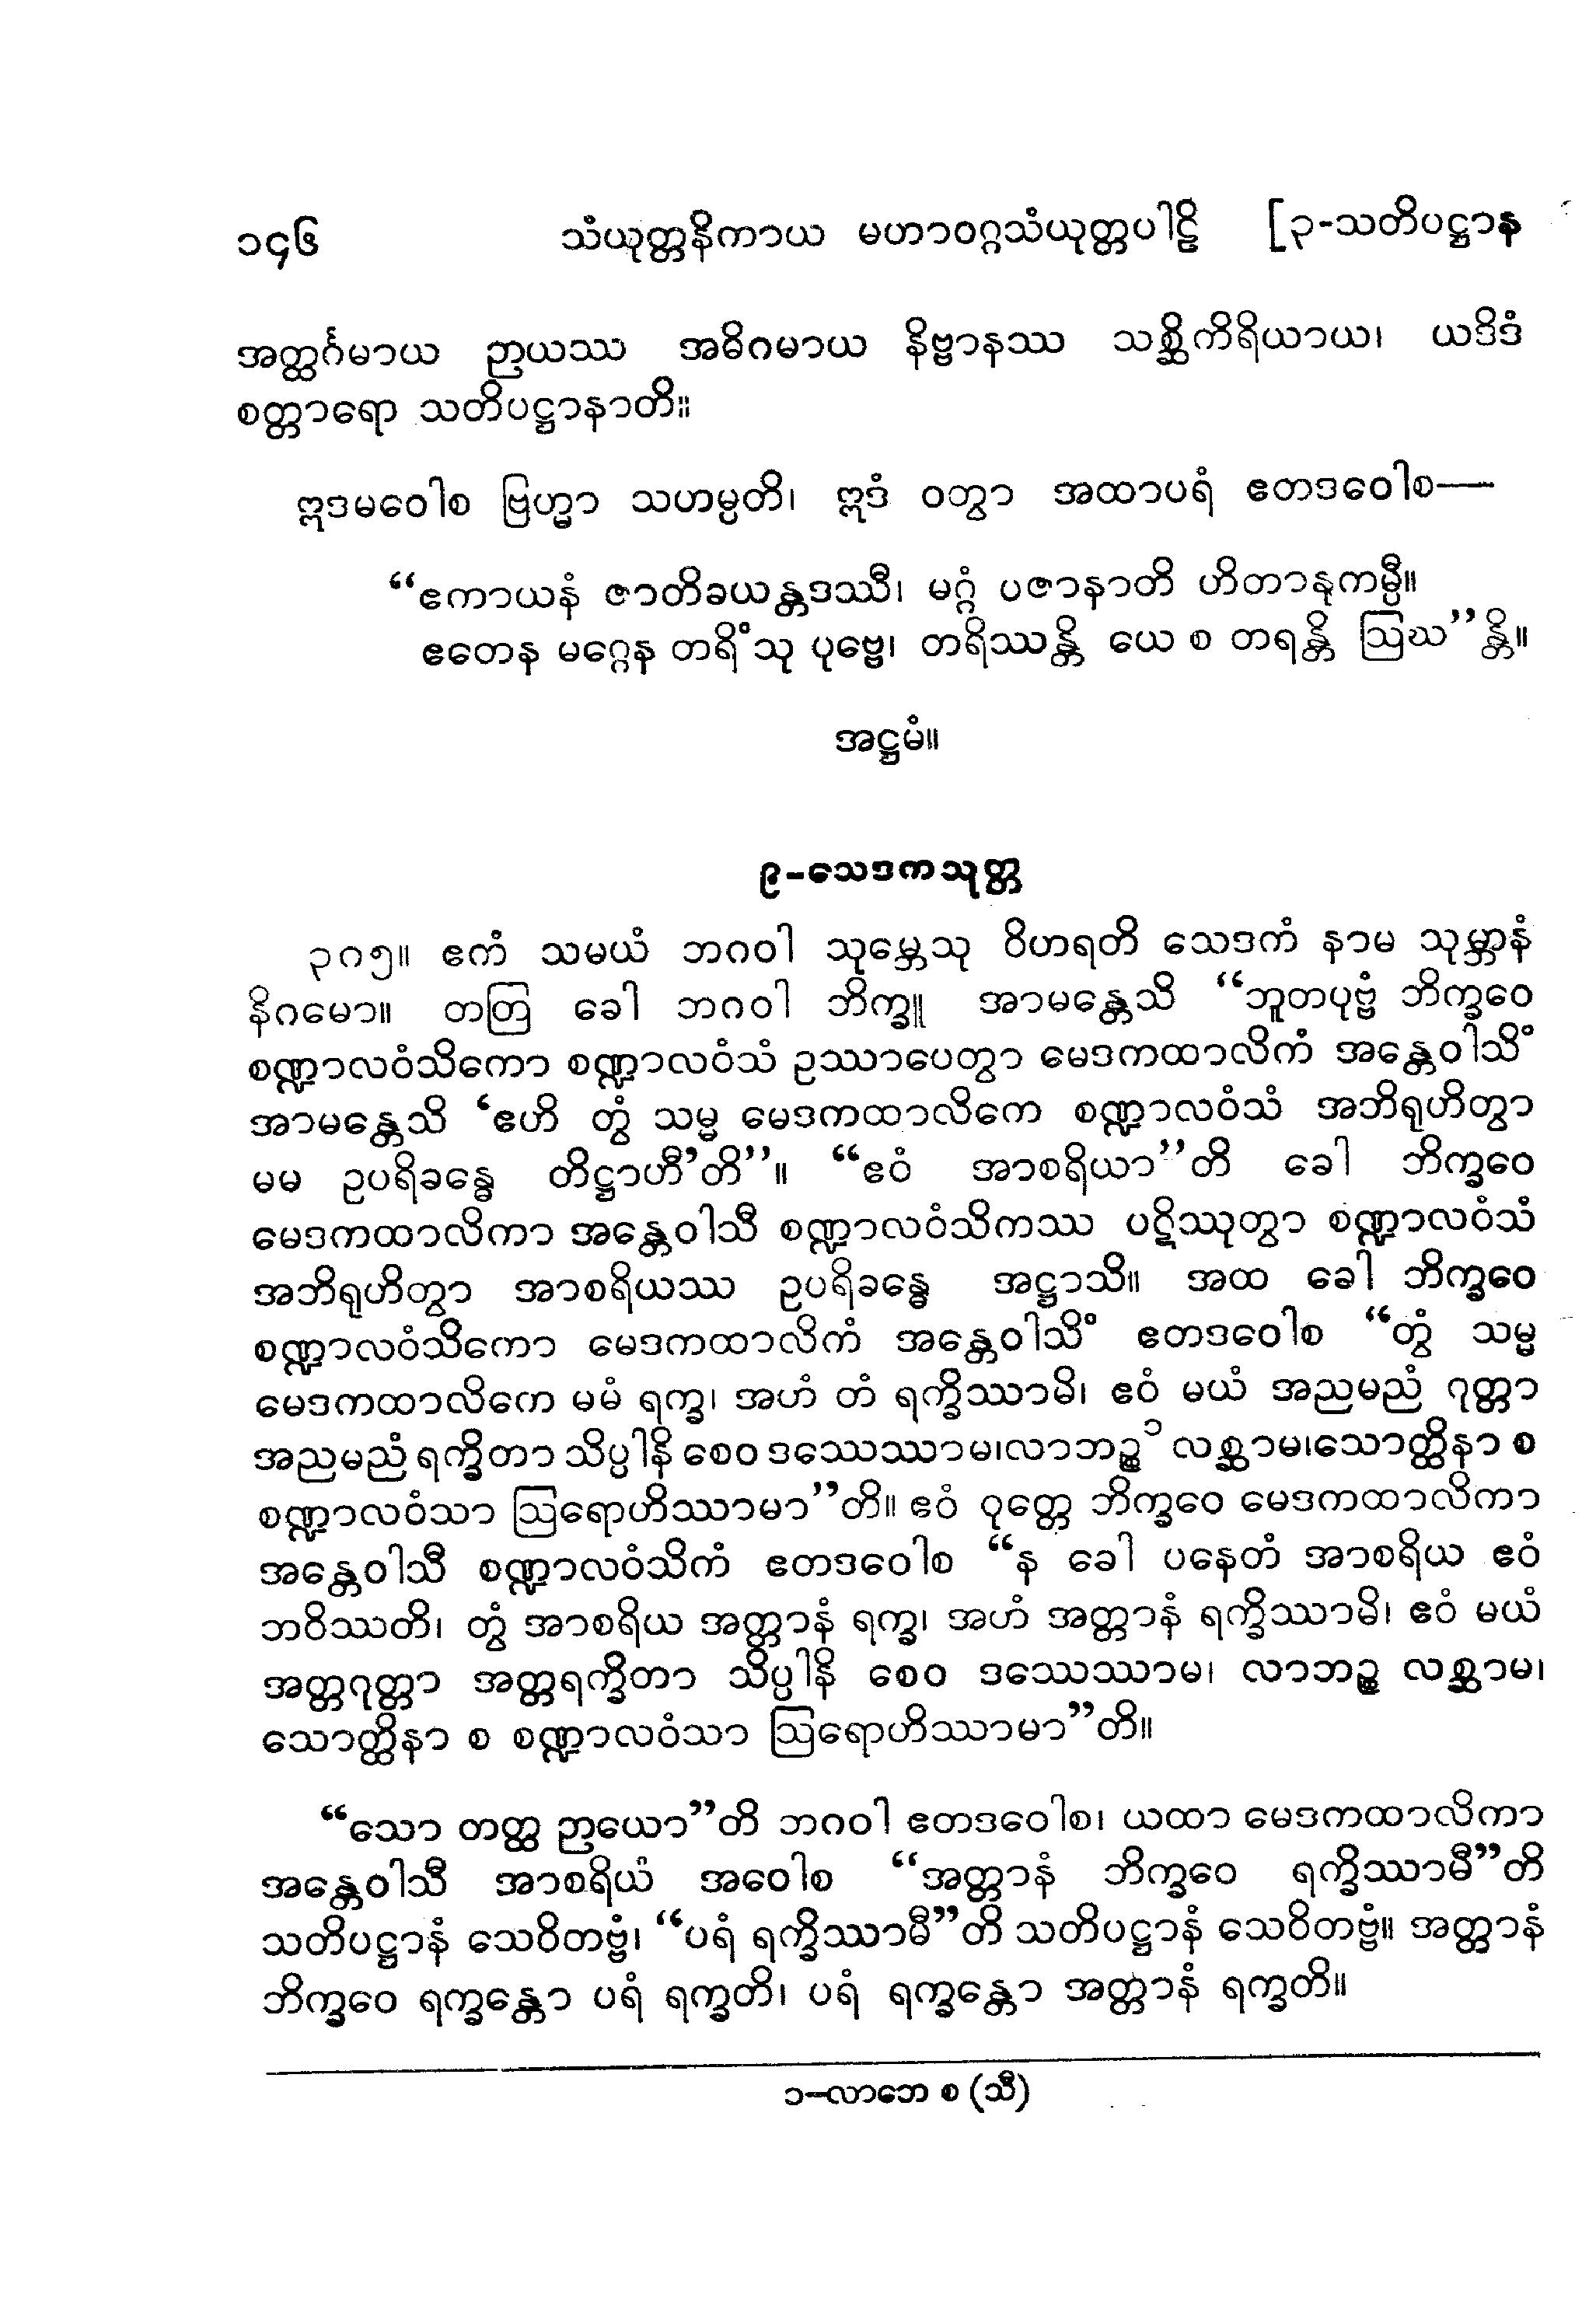 ၁၄၆ သံယုတ္တနိကာယ မဟာဝဂ္ဂသံယုတ္တပါဠိ [၃-သတိပဋ္ဌာန
အတ္ထင်္ဂမာယ ဉာယဿ အဓိဂမာယ နိဗ္ဗာနဿ သစ္ဆိကိရိယာယ၊ ယဒိဒံ
စတ္တာရော သတိပဋ္ဌာနာတိ။
ဣဒမဝေါစ ဗြဟ္မာ သဟမ္ပတိ၊ ဣဒံ ဝတွာ အထာပရံ ဧတဒဝေါစ—
“ဧကာယနံ ဇာတိခယန္တဒဿီ၊ မဂ္ဂံ ပဇာနာတိ ဟိတာနုကမ္ပီ။
ဧတေန မဂ္ဂေန တရိံသု ပုဗ္ဗေ၊ တရိဿန္တိ ယေ စ တရန္တိ ဩဃ”န္တိ။
အဋ္ဌမံ။
၉-သေဒကသုတ္တ
၃၈၅။ ဧကံ သမယံ ဘဂဝါ သုမ္ဘေသု ဝိဟရတိ သေဒကံ နာမ သုမ္ဘာနံ
နိဂမော။ တတြ ခေါ ဘဂဝါ ဘိက္ခူ အာမန္တေသိ “ဘူတပုဗ္ဗံ ဘိက္ခဝေ
စဏ္ဍာလဝံသိကော စဏ္ဍာလဝံသံ ဥဿာပေတွာ မေဒကထာလိကံ အန္တေဝါသိံ
အာမန္တေသိ ‘ဧဟိ တွံ သမ္မ မေဒကထာလိကေ စဏ္ဍာလဝံသံ အဘိရုဟိတွာ
မမ ဥပရိခန္ဓေ တိဋ္ဌာဟီ’တိ”။ “ဧဝံ အာစရိယာ”တိ ခေါ ဘိက္ခဝေ
မေဒကထာလိကာ အန္တေဝါသီ စဏ္ဍာလဝံသိကဿ ပဋိဿုတွာ စဏ္ဍာလဝံသံ
အဘိရုဟိတွာ အာစရိယဿ ဥပရိခန္ဓေ အဋ္ဌာသိ။ အထ ခေါ ဘိက္ခဝေ
စဏ္ဍာလဝံသိကော မေဒကထာလိကံ အန္တေဝါသိံ ဧတဒဝေါစ “တွံ သမ္မ
မေဒကထာလိကေ မမံ ရက္ခ၊ အဟံ တံ ရက္ခိဿာမိ၊ ဧဝံ မယံ အညမညံ ဂုတ္တာ
အညမညံ ရက္ခိတာ သိပ္ပါနိ စေဝ ဒဿေဿာမ၊ လာဘဉ္စ ၁ လစ္ဆာမ၊ သောတ္ထိနာ စ
စဏ္ဍာလဝံသာ ဩရောဟိဿာမာ”တိ။ ဧဝံ ဝုတ္တေ ဘိက္ခဝေ မေဒကထာလိကာ
အန္တေဝါသီ စဏ္ဍာလဝံသိကံ ဧတဒဝေါစ “န ခေါ ပနေတံ အာစရိယ ဧဝံ
ဘဝိဿတိ၊ တွံ အာစရိယ အတ္တာနံ ရက္ခ၊ အဟံ အတ္တာနံ ရက္ခိဿာမိ၊ ဧဝံ မယံ
အတ္တဂုတ္တာ အတ္တရက္ခိတာ သိပ္ပါနိ စေဝ ဒဿေဿာမ၊ လာဘဉ္စ လစ္ဆာမ၊
သောတ္ထိနာ စ စဏ္ဍာလဝံသာ ဩရောဟိဿာမာ”တိ။
“သော တတ္ထ ဉာယော”တိ ဘဂဝါ ဧတဒဝေါစ၊ ယထာ မေဒကထာလိကာ
အန္တေဝါသီ အာစရိယံ အဝေါစ “အတ္တာနံ ဘိက္ခဝေ ရက္ခိဿာမီ”တိ
သတိပဋ္ဌာနံ သေဝိတဗ္ဗံ၊ “ပရံ ရက္ခိဿာမီ”တိ သတိပဋ္ဌာနံ သေဝိတဗ္ဗံ။ အတ္တာနံ
ဘိက္ခဝေ ရက္ခန္တော ပရံ ရက္ခတိ၊ ပရံ ရက္ခန္တော အတ္တာနံ ရက္ခတိ။
၁-လာဘေ စ (သီ)